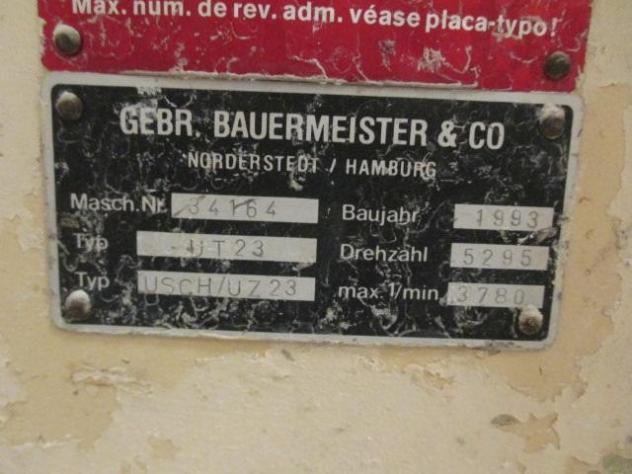 Max. num. de rev. adm. véase placa-typo!
GEBR. BAUERMEISTER & CO
NORDERSTEDT / HAMBURG
Masch.Nr. 34164 Baujahr 1993
Typ UT23 Drehzahl 5295
Typ USCH/UZ23 max. 1/min. 3780